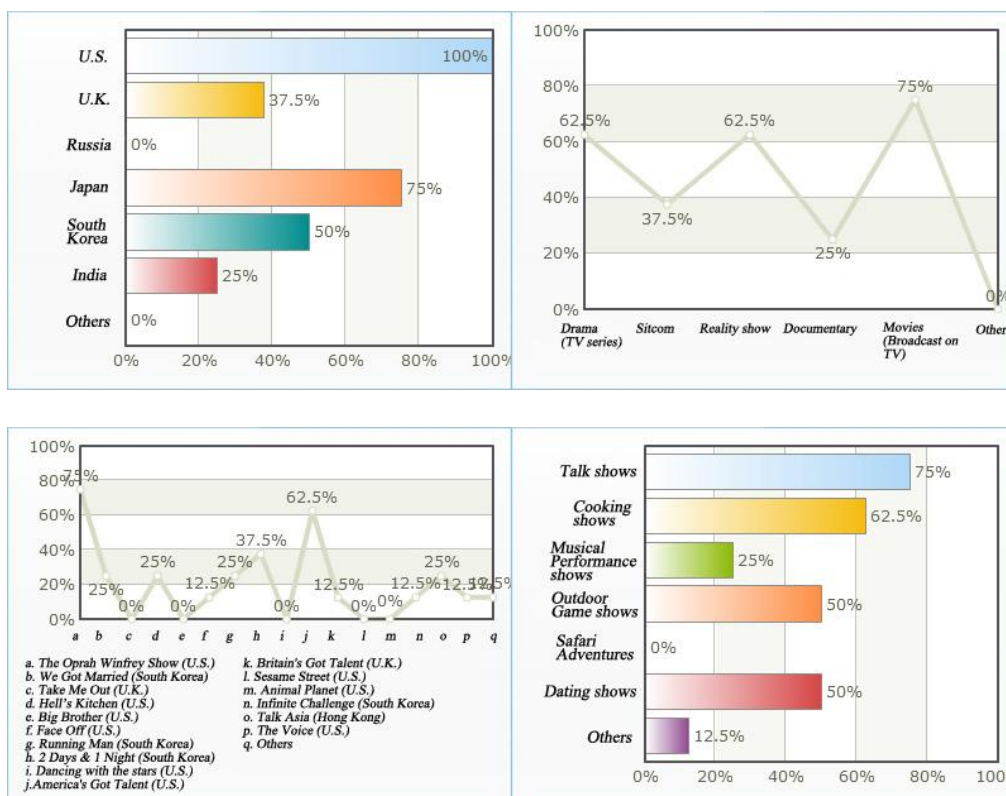 U.S.
100%
U.K.
37.5%
Russia
0%
Japan
75%
South
Korea
50%
India
25%
Others
0%
0%
20%
40%
60%
80%
100%
100%
80%
60%
40%
20%
0%
62.5%
37.5%
62.5%
25%
75%
0%
Drama
(TV series)
Sitcom
Reality show
Documentary
Movies
(Broadcast on
TV)
Other
100%
80%
60%
40%
20%
0%
75%
25%
0%
25%
0%
12.5%
25%
37.5%
0%
62.5%
12.5%
0%
0%
12.5%
25%
12.5%
12.5%
a b c d e f g h i j k l m n o p q
a. The Oprah Winfrey Show (U.S.)
b. We Got Married (South Korea)
c. Take Me Out (U.K.)
d. Hell's Kitchen (U.S.)
e. Big Brother (U.S.)
f. Face Off (U.S.)
g. Running Man (South Korea)
h. 2 Days & 1 Night (South Korea)
i. Dancing with the stars (U.S.)
j.America's Got Talent (U.S.)
k. Britain's Got Talent (U.K.)
l. Sesame Street (U.S.)
m. Animal Planet (U.S.)
n. Infinite Challenge (South Korea)
o. Talk Asia (Hong Kong)
p. The Voice (U.S.)
q. Others
Talk shows
75%
Cooking
shows
62.5%
Musical
Performance
shows
25%
Outdoor
Game shows
50%
Safari
Adventures
0%
Dating shows
50%
Others
12.5%
0%
20%
40%
60%
80%
100